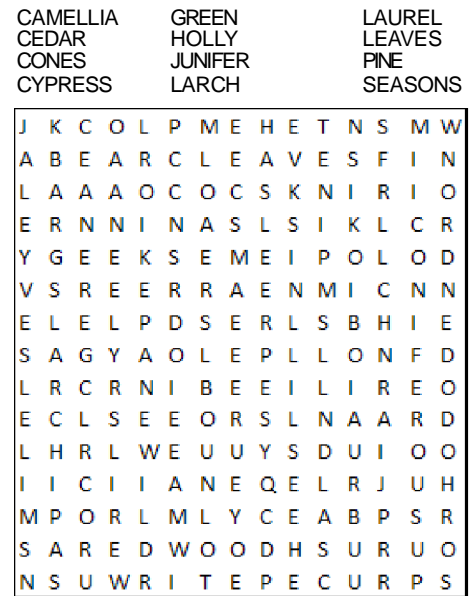 CAMELLIA GREEN LAUREL
CEDAR HOLLY LEAVES
CONES JUNIFER PINE
CYPRESS LARCH SEASONS
J K C O L P M E H E T N S M W
A B E A R C L E A V E S F I N
L A A A O C O C S K N I R I O
E R N N I N A S L S I K L C R
Y G E E K S E M E I P O L O D
V S R E E R R A E N M I C N N
E L E L P D S E R L S B H I E
S A G Y A O L E P L L O N F D
L R C R N I B E E I L I R E O
E C L S E E O R S L N A A R D
L H R L W E U U Y S D U I O O
I I C I I A N E Q E L R J U H
M P O R L M L Y C E A B P S R
S A R E D W O O D H S U R U O
N S U W R I T E P E C U R P S